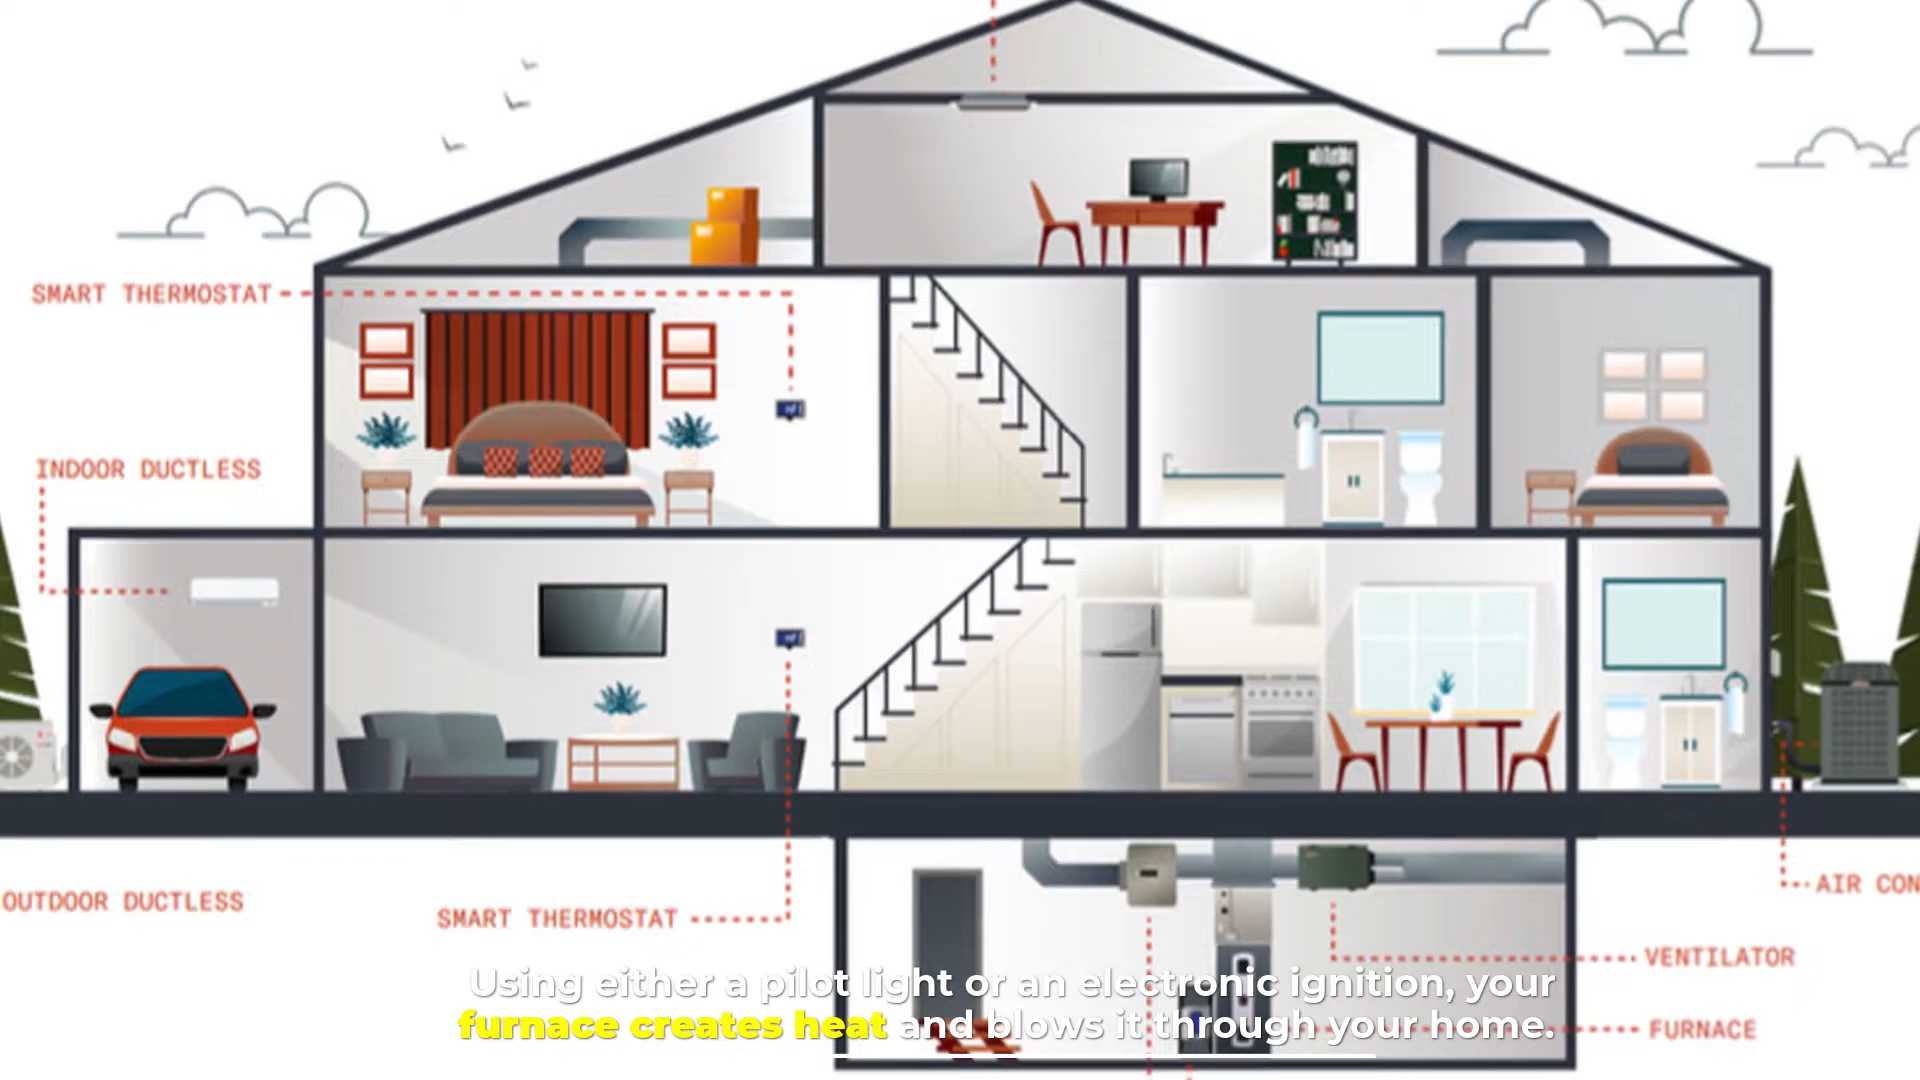 SMART THERMOSTAT
INDOOR DUCTLESS
OUTDOOR DUCTLESS
SMART THERMOSTAT
AIR CON
VENTILATOR
FURNACE
Using either a pilot light or an electronic ignition, your
furnace creates heat and blows it through your home.